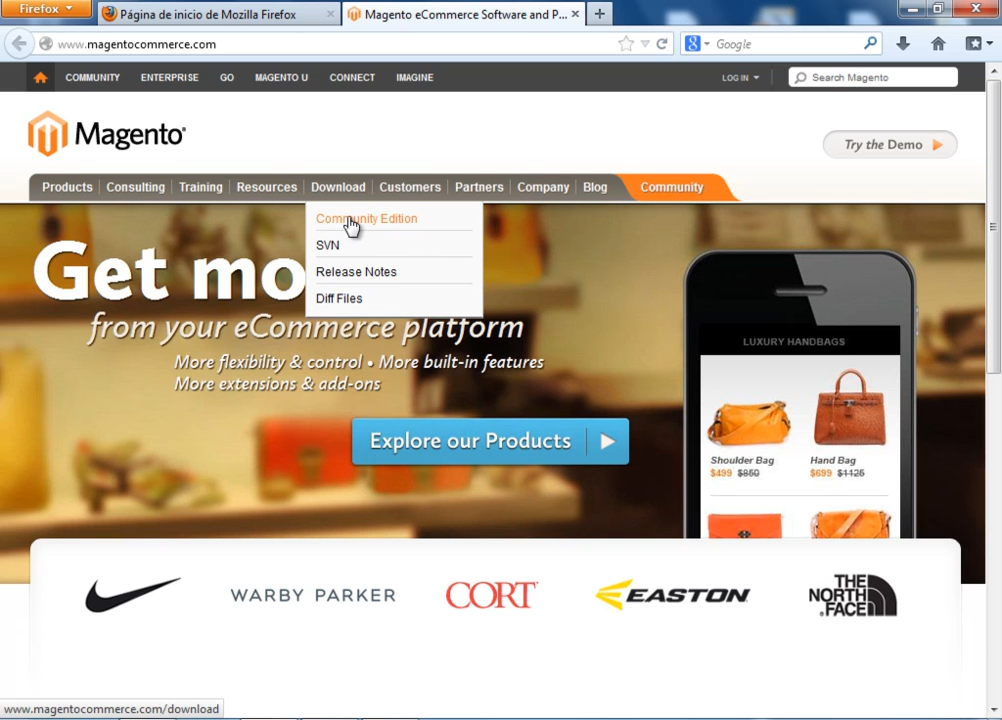 Firefox
Página de inicio de Mozilla Firefox
Magento eCommerce Software and P...
www.magentocommerce.com
Google
COMMUNITY ENTERPRISE GO MAGENTO U CONNECT IMAGINE
LOG IN
Search Magento
Magento®
Try the Demo
Products Consulting Training Resources Download Customers Partners Company Blog Community
Community Edition
SVN
Release Notes
Diff Files
Get mo
from your eCommerce platform
More flexibility & control • More built-in features
More extensions & add-ons
Explore our Products
LUXURY HANDBAGS
Shoulder Bag Hand Bag
$499 $850 $699 $1125
WARBY PARKER
CORT
EASTON
THE
NORTH
FACE
www.magentocommerce.com/download